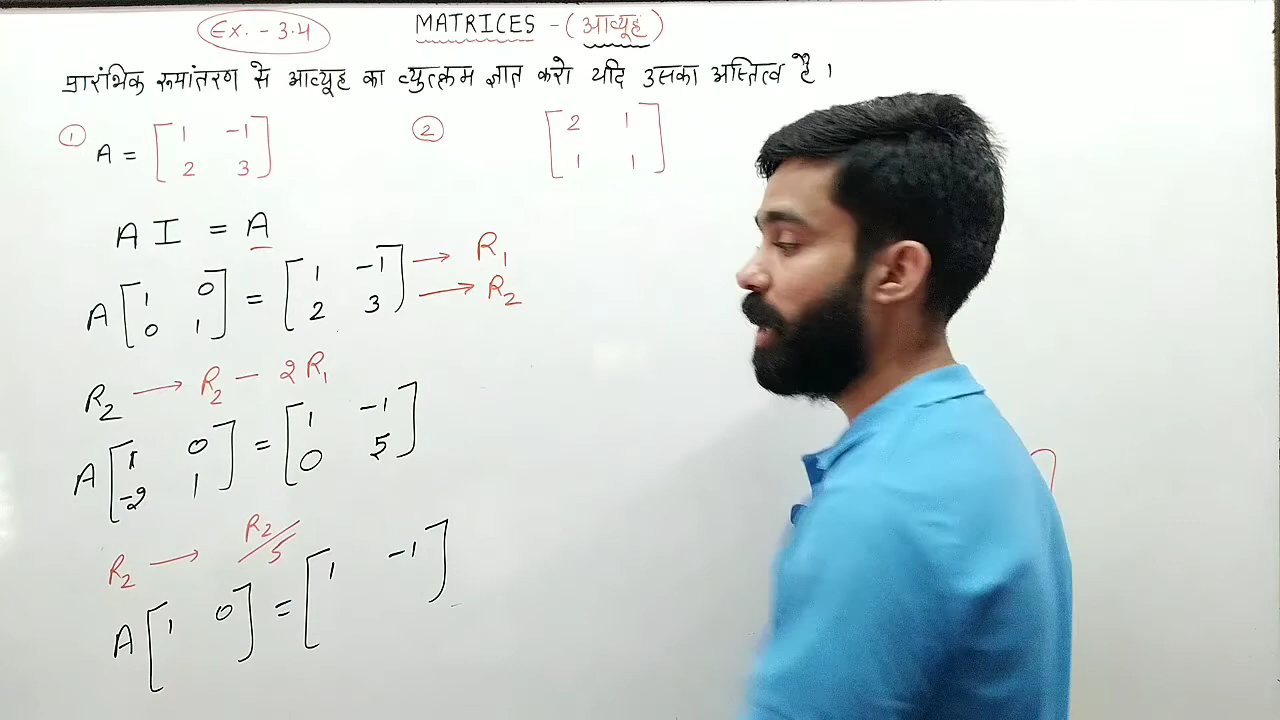 Ex. - 3.4 MATRICES - (आव्यूह)
प्रारंभिक रूपांतरण से आव्यूह का व्युत्क्रम ज्ञात करो यदि उसका अस्तित्व है।
① A = [ 1 -1 ② [ 2 1
2 3 ] 1 1 ]
A I = A
A [ 1 0 = [ 1 -1 → R₁
0 1 ] 2 3 ] → R₂
R₂ → R₂ - 2R₁
A [ 1 0 = [ 1 -1
-2 1 ] 0 5 ]
R₂ → R₂/5
A [ 1 0 ] = [ 1 -1 ]